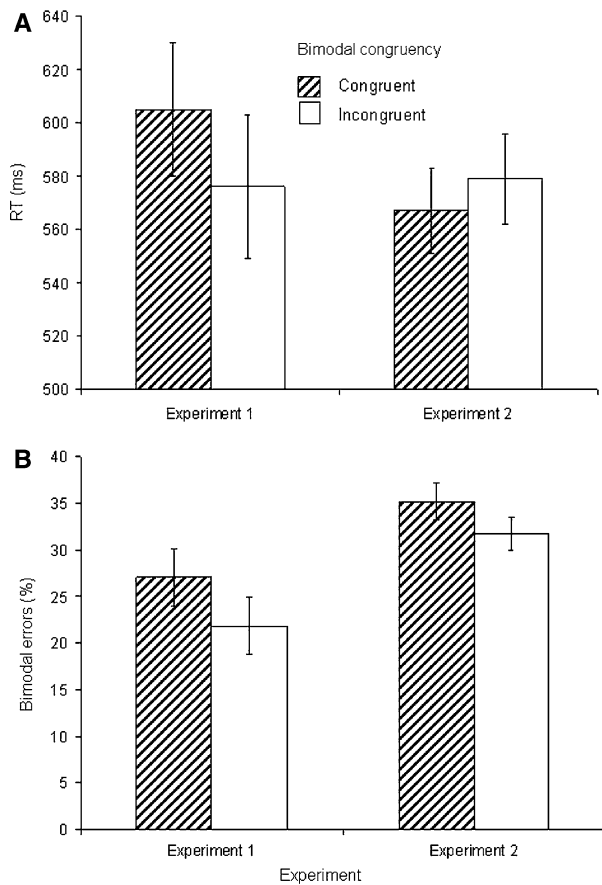 A
640
620
600
580
560
540
520
500
RT (ms)
Bimodal congruency
Congruent
Incongruent
Experiment 1 Experiment 2
B
40
35
30
25
20
15
10
5
0
Bimodal errors (%)
Experiment 1 Experiment 2
Experiment